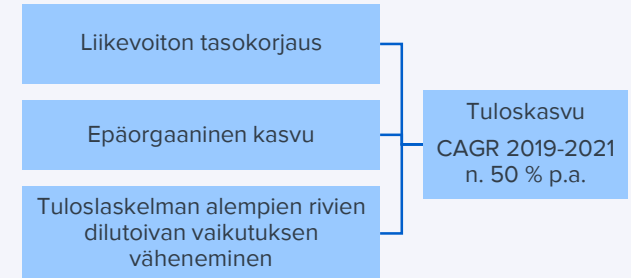 Liikevoiton tasokorjaus
Epäorgaaninen kasvu
Tuloslaskelman alempien rivien
dilutoivan vaikutuksen
väheneminen
Tuloskasvu
CAGR 2019-2021
n. 50 % p.a.